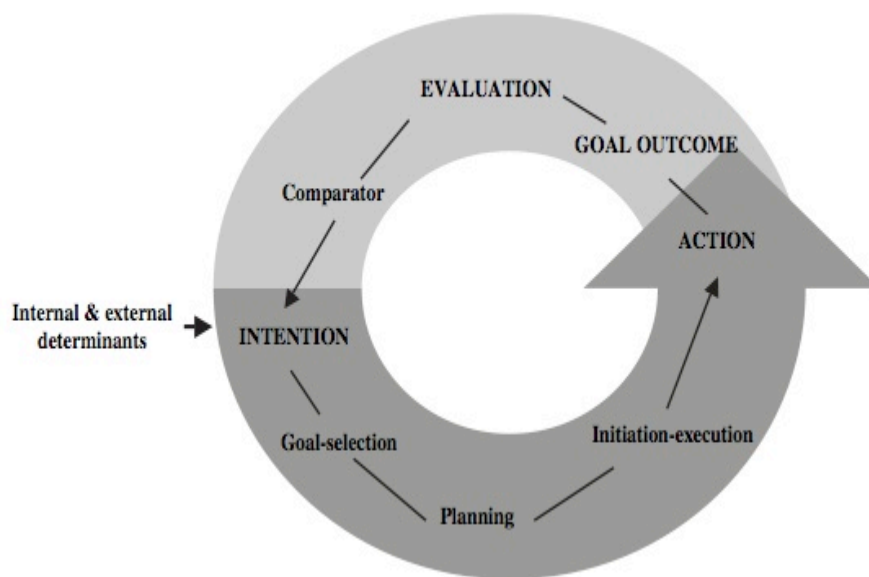 EVALUATION
GOAL OUTCOME
Comparator
ACTION
Internal & external
determinants
INTENTION
Goal-selection
Initiation-execution
Planning